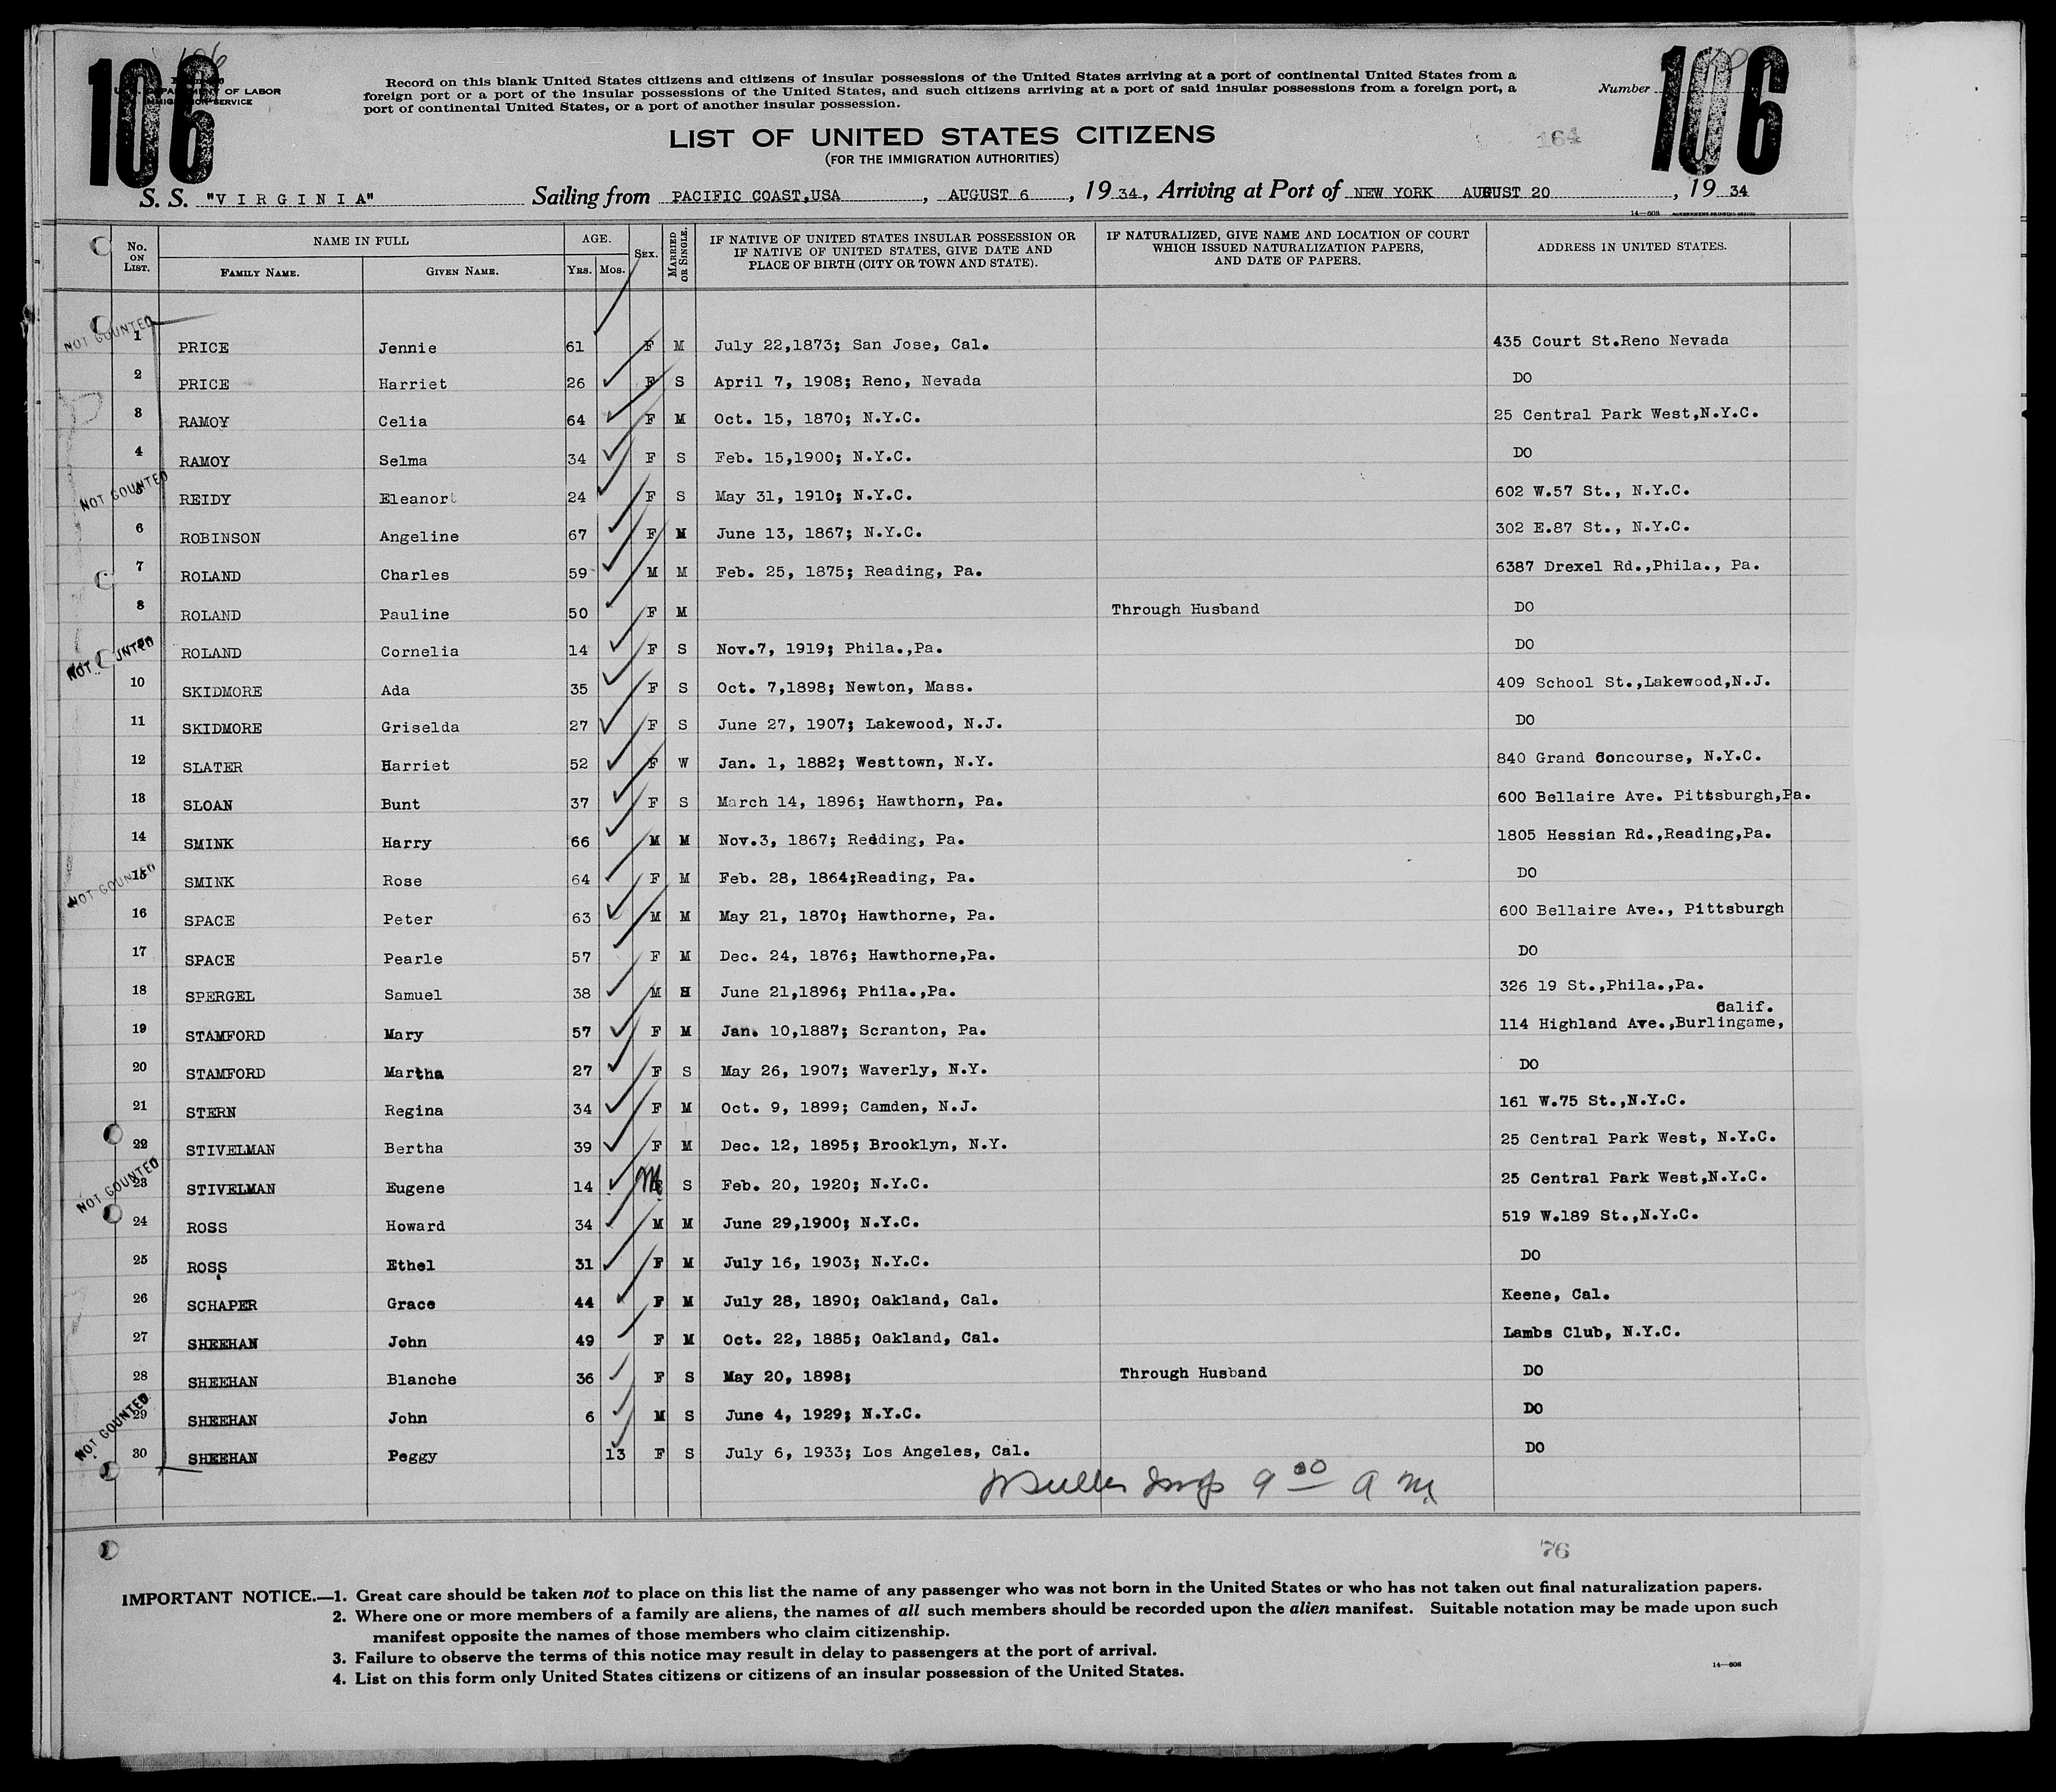 106
106
U.S. DEPARTMENT OF LABOR
IMMIGRATION SERVICE
Record on this blank United States citizens and citizens of insular possessions of the United States arriving at a port of continental United States from a
foreign port or a port of the insular possessions of the United States, and such citizens arriving at a port of said insular possessions from a foreign port, a
port of continental United States, or a port of another insular possession.
Number
106
LIST OF UNITED STATES CITIZENS
(FOR THE IMMIGRATION AUTHORITIES)
164
S. S. "VIRGINIA" Sailing from PACIFIC COAST,USA, AUGUST 6, 19 34, Arriving at Port of NEW YORK AUGUST 20, 19 34
14—608 GOVERNMENT PRINTING OFFICE
No. ON LIST. NAME IN FULL FAMILY NAME. GIVEN NAME. AGE. YRS. MOS. SEX. MARRIED OR SINGLE. IF NATIVE OF UNITED STATES INSULAR POSSESSION OR IF NATIVE OF UNITED STATES, GIVE DATE AND PLACE OF BIRTH (CITY OR TOWN AND STATE). IF NATURALIZED, GIVE NAME AND LOCATION OF COURT WHICH ISSUED NATURALIZATION PAPERS, AND DATE OF PAPERS. ADDRESS IN UNITED STATES.
NOT COUNTED
1 PRICE Jennie 61 F M July 22,1873; San Jose, Cal. 435 Court St.Reno Nevada
2 PRICE Harriet 26 F S April 7, 1908; Reno, Nevada DO
3 RAMOY Celia 64 F M Oct. 15, 1870; N.Y.C. 25 Central Park West,N.Y.C.
4 RAMOY Selma 34 F S Feb. 15,1900; N.Y.C. DO
NOT COUNTED
5 REIDY Eleanor 24 F S May 31, 1910; N.Y.C. 602 W.57 St., N.Y.C.
6 ROBINSON Angeline 67 F M June 13, 1867; N.Y.C. 302 E.87 St., N.Y.C.
7 ROLAND Charles 59 M M Feb. 25, 1875; Reading, Pa. 6387 Drexel Rd.,Phila., Pa.
8 ROLAND Pauline 50 F M Through Husband DO
NOT COUNTED
9 ROLAND Cornelia 14 F S Nov.7, 1919; Phila.,Pa. DO
10 SKIDMORE Ada 35 F S Oct. 7,1898; Newton, Mass. 409 School St.,Lakewood,N.J.
11 SKIDMORE Griselda 27 F S June 27, 1907; Lakewood, N.J. DO
12 SLATER Harriet 52 F W Jan. 1, 1882; Westtown, N.Y. 840 Grand Concourse, N.Y.C.
13 SLOAN Bunt 37 F S March 14, 1896; Hawthorn, Pa. 600 Bellaire Ave. Pittsburgh,Pa.
14 SMINK Harry 66 M M Nov.3, 1867; Redding, Pa. 1805 Hessian Rd.,Reading,Pa.
NOT COUNTED
15 SMINK Rose 64 F M Feb. 28, 1864;Reading, Pa. DO
16 SPACE Peter 63 M M May 21, 1870; Hawthorne, Pa. 600 Bellaire Ave., Pittsburgh
17 SPACE Pearle 57 F M Dec. 24, 1876; Hawthorne,Pa. DO
18 SPERGEL Samuel 38 M June 21,1896; Phila.,Pa. 326 19 St.,Phila.,Pa.
Calif.
19 STAMFORD Mary 57 F M Jan. 10,1887; Scranton, Pa. 114 Highland Ave.,Burlingame,
20 STAMFORD Martha 27 F S May 26, 1907; Waverly, N.Y. DO
21 STERN Regina 34 F M Oct. 9, 1899; Camden, N.J. 161 W.75 St.,N.Y.C.
22 STIVELMAN Bertha 39 F M Dec. 12, 1895; Brooklyn, N.Y. 25 Central Park West, N.Y.C.
NOT COUNTED
23 STIVELMAN Eugene 14 M S Feb. 20, 1920; N.Y.C. 25 Central Park West,N.Y.C.
24 ROSS Howard 34 M M June 29,1900; N.Y.C. 519 W.189 St.,N.Y.C.
25 ROSS Ethel 31 F M July 16, 1903; N.Y.C. DO
26 SCHAPER Grace 44 F M July 28, 1890; Oakland, Cal. Keene, Cal.
27 SHEEHAN John 49 F M Oct. 22, 1885; Oakland, Cal. Lambs Club, N.Y.C.
28 SHEEHAN Blanche 36 F S May 20, 1898; Through Husband DO
NOT COUNTED
29 SHEEHAN John 6 M S June 4, 1929; N.Y.C. DO
30 SHEEHAN Peggy 13 F S July 6, 1933; Los Angeles, Cal. DO
Insp 9 00 a m
76
IMPORTANT NOTICE.—1. Great care should be taken not to place on this list the name of any passenger who was not born in the United States or who has not taken out final naturalization papers.
2. Where one or more members of a family are aliens, the names of all such members should be recorded upon the alien manifest. Suitable notation may be made upon such
manifest opposite the names of those members who claim citizenship.
3. Failure to observe the terms of this notice may result in delay to passengers at the port of arrival.
4. List on this form only United States citizens or citizens of an insular possession of the United States.
14—608